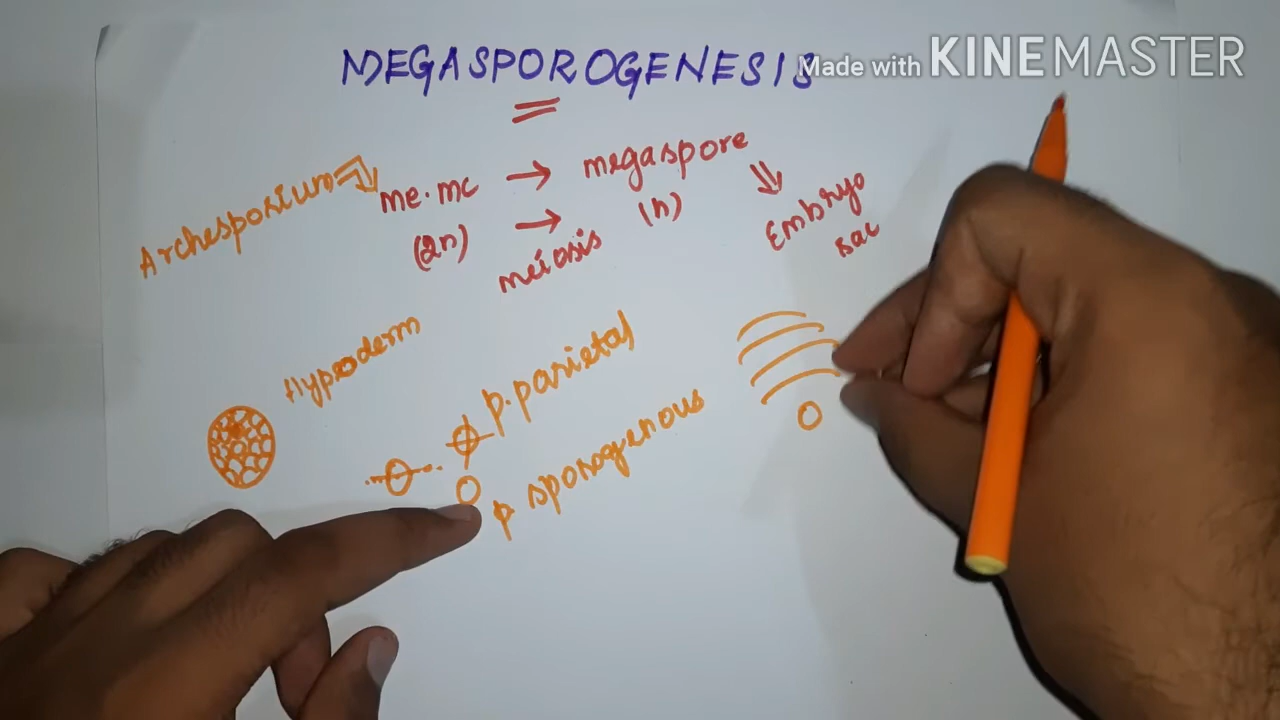 MEGASPOROGENESIS
Made with KINEMASTER
Archesporium
me.mc → megaspore
(2n) → (n)
meiosis
Embryo
sac
Hypoderm
p.parietal
p sporogenous